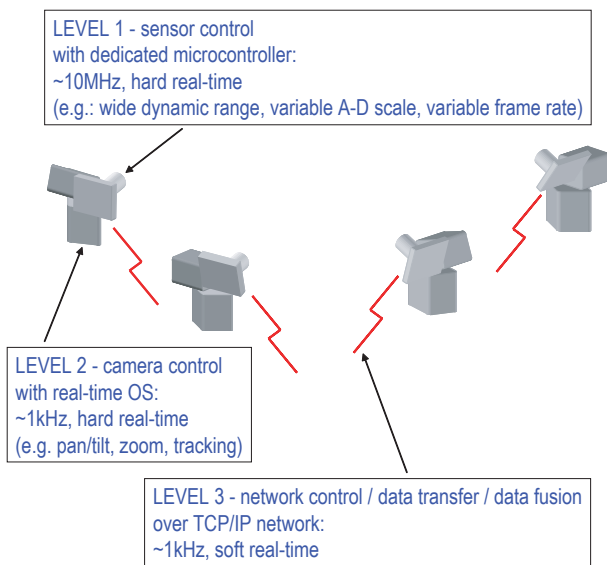 LEVEL 1 - sensor control
with dedicated microcontroller:
~10MHz, hard real-time
(e.g.: wide dynamic range, variable A-D scale, variable frame rate)
LEVEL 2 - camera control
with real-time OS:
~1kHz, hard real-time
(e.g. pan/tilt, zoom, tracking)
LEVEL 3 - network control / data transfer / data fusion
over TCP/IP network:
~1kHz, soft real-time